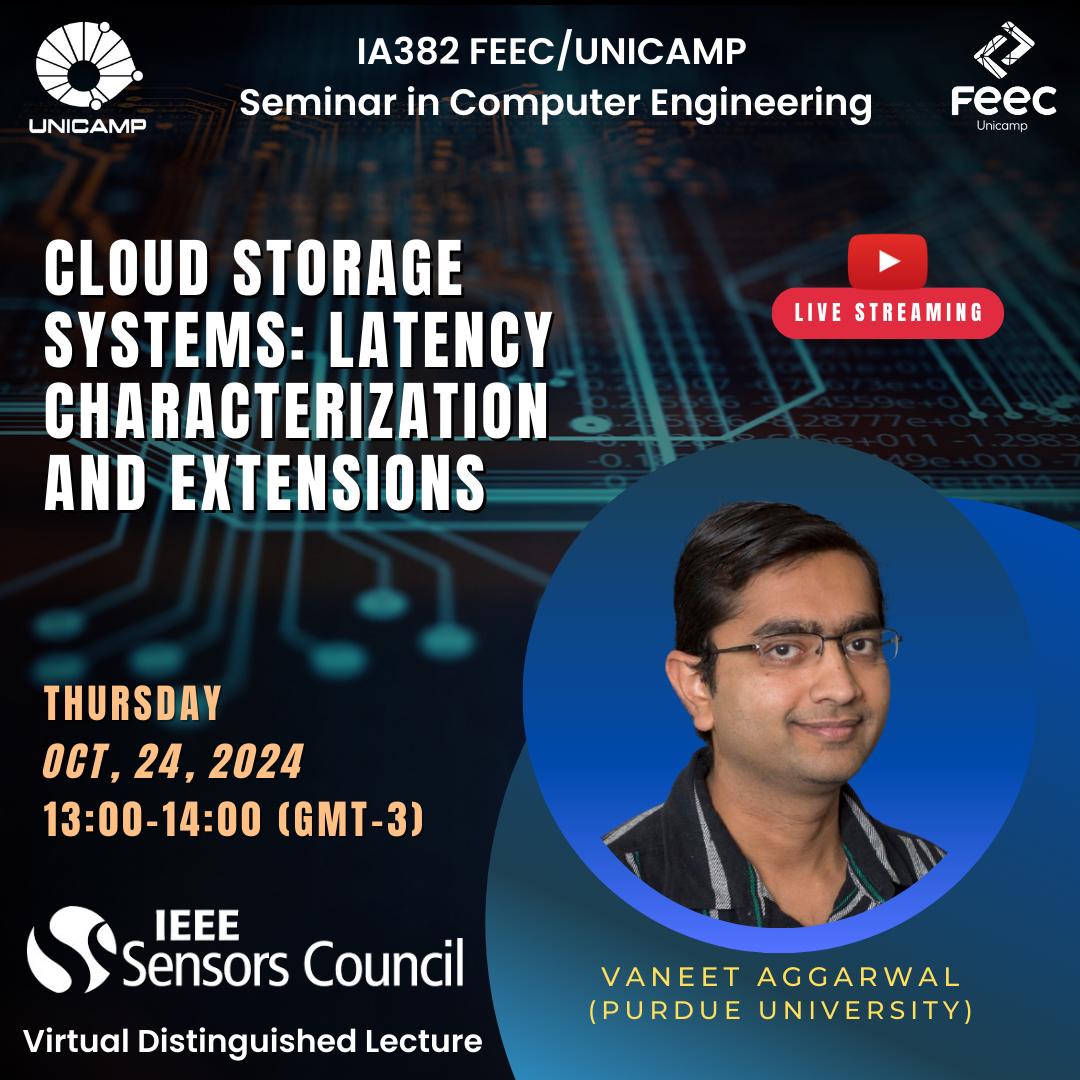 IA382 FEEC/UNICAMP
Seminar in Computer Engineering
UNICAMP
FEEC
Unicamp
CLOUD STORAGE
SYSTEMS: LATENCY
CHARACTERIZATION
AND EXTENSIONS
LIVE STREAMING
THURSDAY
OCT, 24, 2024
13:00-14:00 (GMT-3)
IEEE
Sensors Council
Virtual Distinguished Lecture
VANEET AGGARWAL
(PURDUE UNIVERSITY)